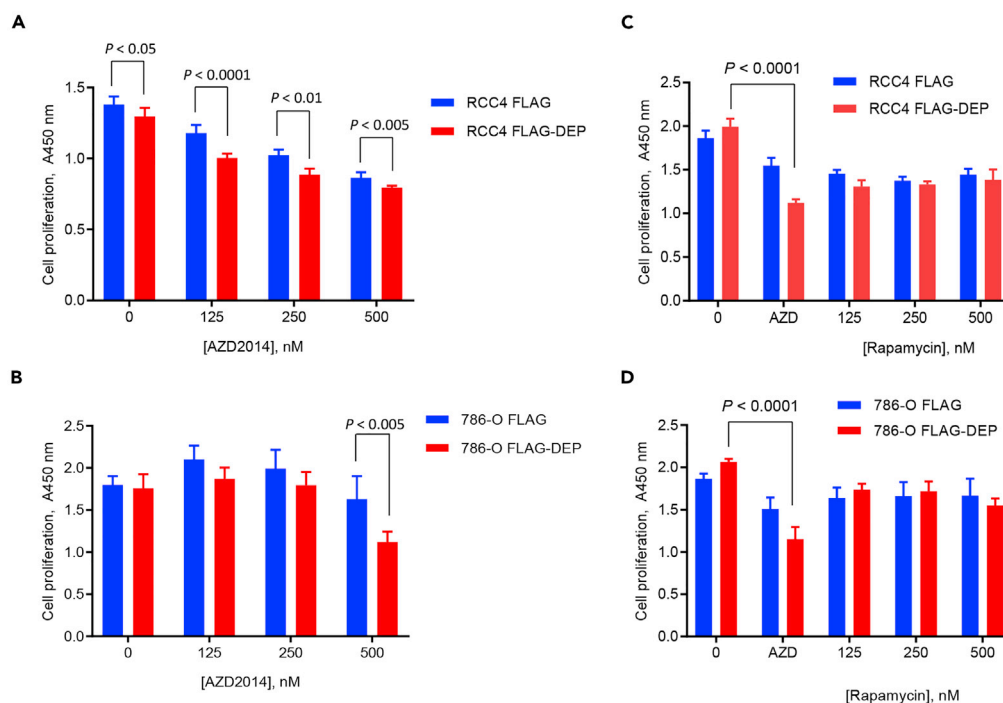 A
P < 0.05
P < 0.0001
P < 0.01
P < 0.005
RCC4 FLAG
RCC4 FLAG-DEP
Cell proliferation, A450 nm
1.5
1.0
0.5
0.0
0 125 250 500
[AZD2014], nM
B
786-O FLAG
786-O FLAG-DEP
P < 0.005
Cell proliferation, A450 nm
2.5
2.0
1.5
1.0
0.5
0.0
0 125 250 500
[AZD2014], nM
C
P < 0.0001
RCC4 FLAG
RCC4 FLAG-DEP
Cell proliferation, A450 nm
2.5
2.0
1.5
1.0
0.5
0.0
0 AZD 125 250 500
[Rapamycin], nM
D
P < 0.0001
786-O FLAG
786-O FLAG-DEP
Cell proliferation, A450 nm
2.5
2.0
1.5
1.0
0.5
0.0
0 AZD 125 250 500
[Rapamycin], nM